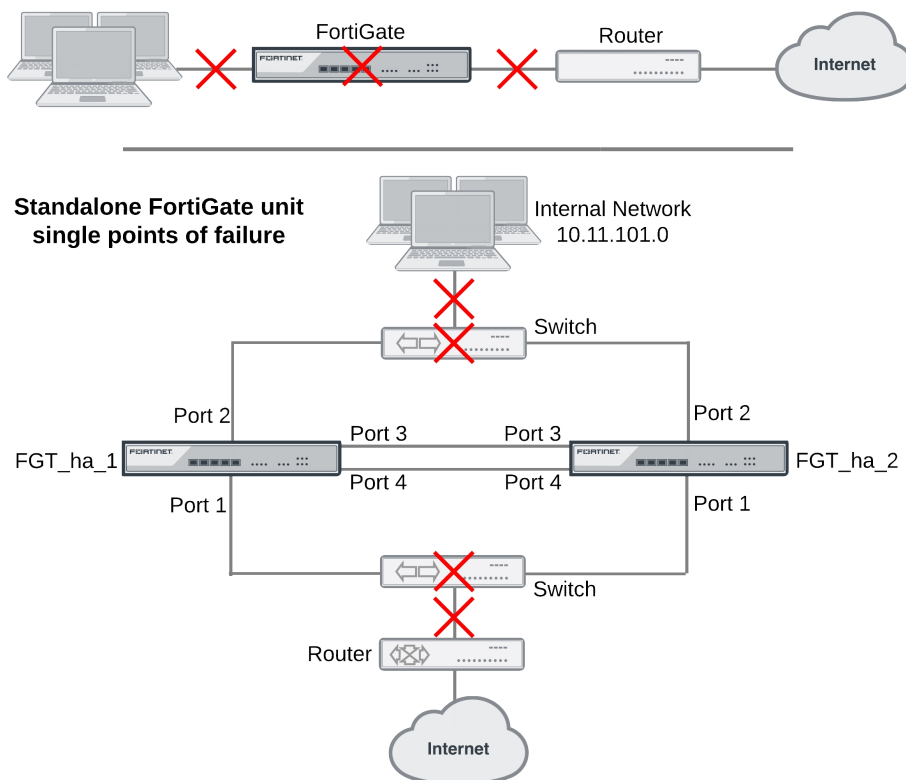 FortiGate
Router
FORTINET
Internet
Standalone FortiGate unit
single points of failure
Internal Network
10.11.101.0
Switch
Port 2
Port 2
Port 3
Port 3
FORTINET
FORTINET
FGT_ha_1
FGT_ha_2
Port 4
Port 4
Port 1
Port 1
Switch
Router
Internet